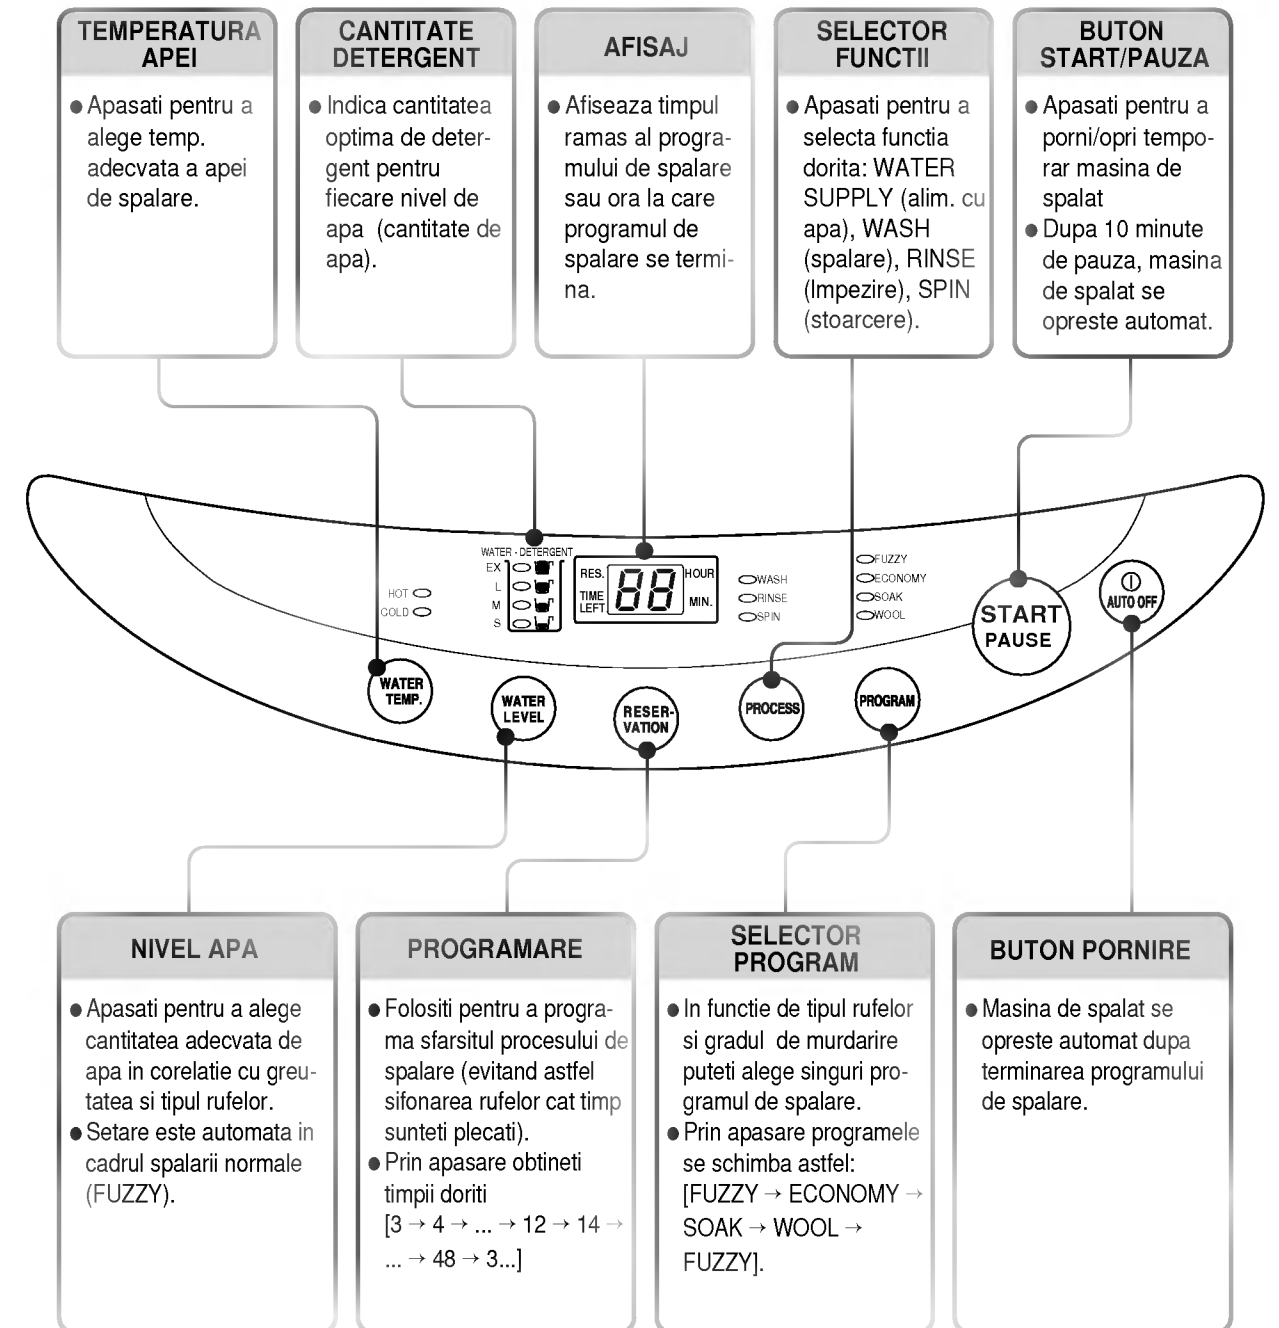 TEMPERATURA
APEI
Apasati pentru a
alege temp.
adecvata a apei
de spalare.
CANTITATE
DETERGENT
Indica cantitatea
optima de deter-
gent pentru
fiecare nivel de
apa (cantitate de
apa).
AFISAJ
Afiseaza timpul
ramas al progra-
mului de spalare
sau ora la care
programul de
spalare se termi-
na.
SELECTOR
FUNCTII
Apasati pentru a
selecta functia
dorita: WATER
SUPPLY (alim. cu
apa), WASH
(spalare), RINSE
(Impezire), SPIN
(stoarcere).
BUTON
START/PAUZA
Apasati pentru a
porni/opri tempo-
rar masina de
spalat
Dupa 10 minute
de pauza, masina
de spalat se
opreste automat.
HOT
COLD
WATER - DETERGENT
EX
L
M
S
RES.
TIME
LEFT
88
HOUR
MIN.
WASH
RINSE
SPIN
FUZZY
ECONOMY
SOAK
WOOL
START
PAUSE
AUTO OFF
WATER
TEMP.
WATER
LEVEL
RESER-
VATION
PROCESS
PROGRAM
NIVEL APA
Apasati pentru a alege
cantitatea adecvata de
apa in corelatie cu greu-
tatea si tipul rufelor.
Setare este automata in
cadrul spalarii normale
(FUZZY).
PROGRAMARE
Folositi pentru a progra-
ma sfarsitul procesului de
spalare (evitand astfel
sifonarea rufelor cat timp
sunteti plecati).
Prin apasare obtineti
timpii doriti
[3 → 4 → ... → 12 → 14 →
... → 48 → 3...]
SELECTOR
PROGRAM
In functie de tipul rufelor
si gradul de murdarire
puteti alege singuri pro-
gramul de spalare.
Prin apasare programele
se schimba astfel:
[FUZZY → ECONOMY →
SOAK → WOOL →
FUZZY].
BUTON PORNIRE
Masina de spalat se
opreste automat dupa
terminarea programului
de spalare.